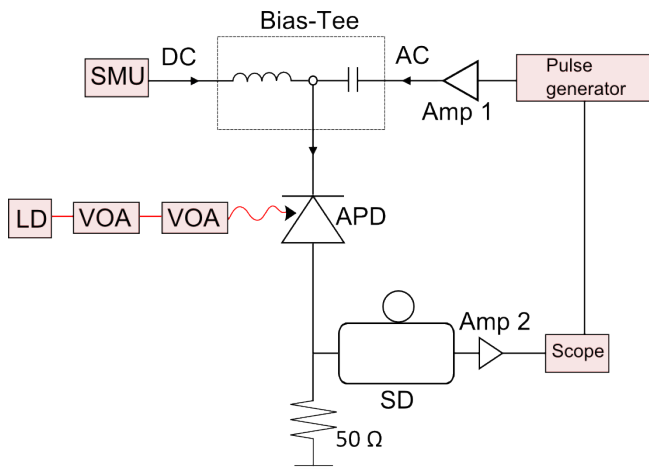 Bias-Tee
SMU
DC
AC
Amp 1
Pulse
generator
LD
VOA
VOA
APD
Amp 2
Scope
SD
50 Ω